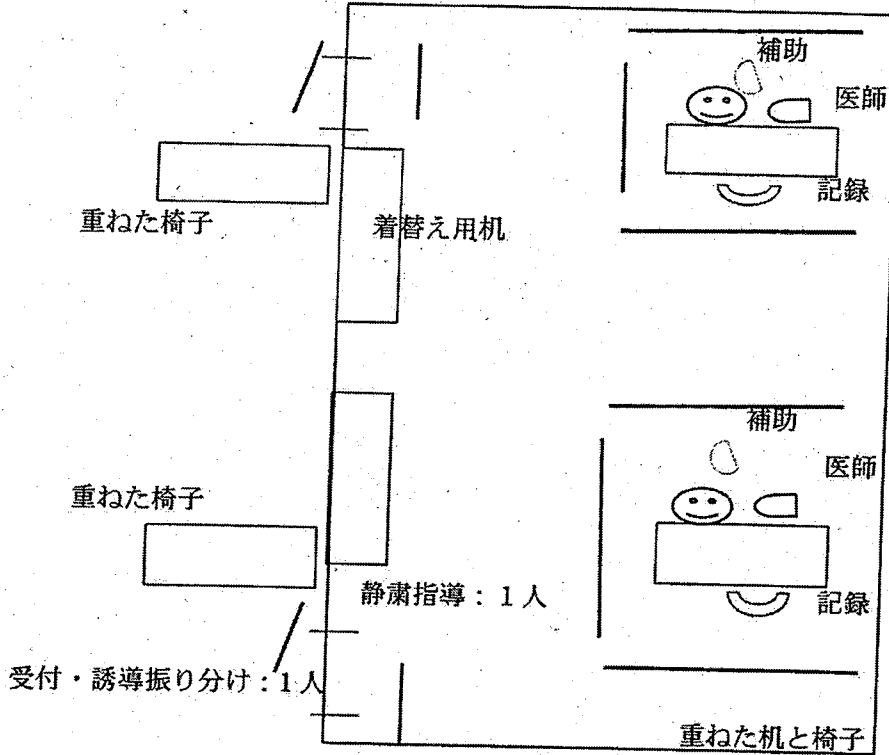 補助
医師
重ねた椅子
着替え用机
記録
補助
医師
重ねた椅子
静粛指導：1人
記録
受付・誘導振り分け：1人
重ねた机と椅子